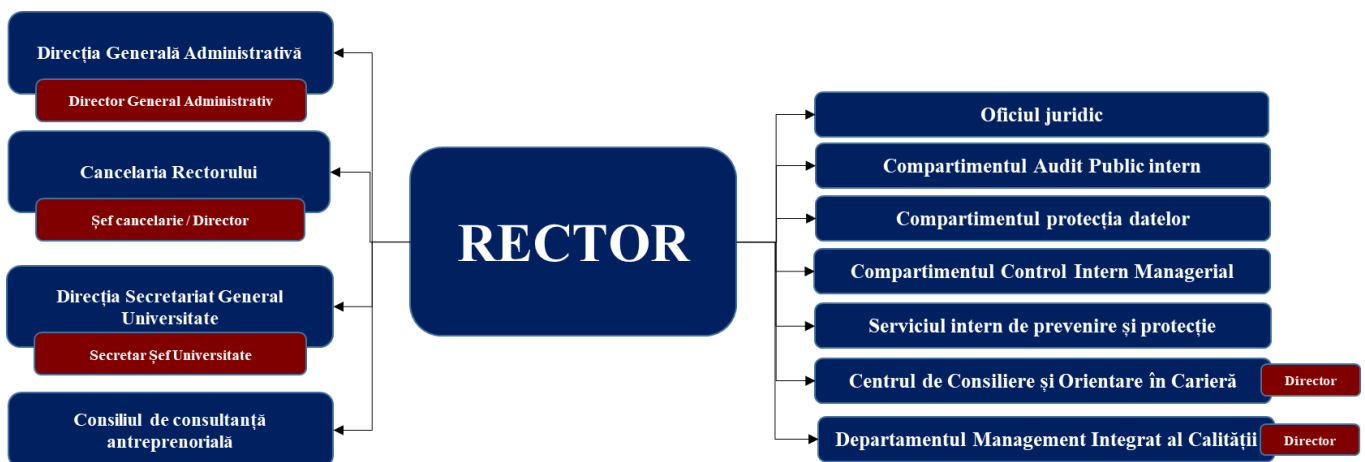 Direcția Generală Administrativă
Director General Administrativ
Cancelaria Rectorului
Șef cancelarie / Director
Direcția Secretariat General
Universitate
Secretar Șef Universitate
Consiliul de consultanță
antreprenorială
RECTOR
Oficiul juridic
Compartimentul Audit Public intern
Compartimentul protecția datelor
Compartimentul Control Intern Managerial
Serviciul intern de prevenire și protecție
Centrul de Consiliere și Orientare în Carieră
Director
Departamentul Management Integrat al Calității
Director